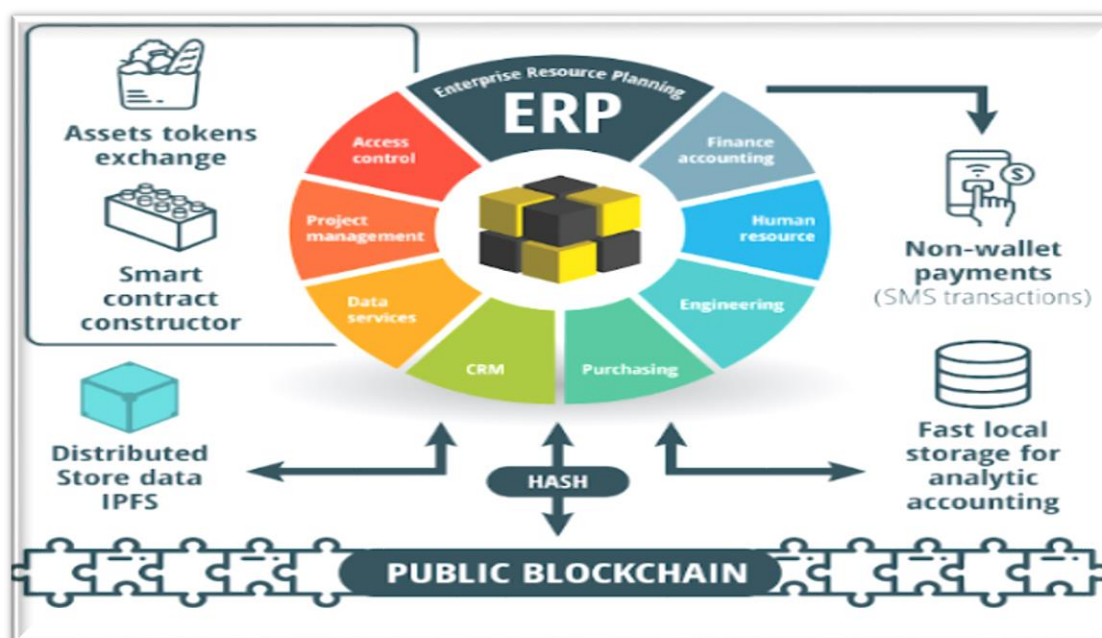 Assets tokens
exchange
Smart
contract
constructor
Distributed
Store data
IPFS
Enterprise Resource Planning
ERP
Access
control
Project
management
Data
services
CRM
Purchasing
Engineering
Human
resource
Finance
accounting
Non-wallet
payments
(SMS transactions)
$
Fast local
storage for
analytic
accounting
HASH
PUBLIC BLOCKCHAIN